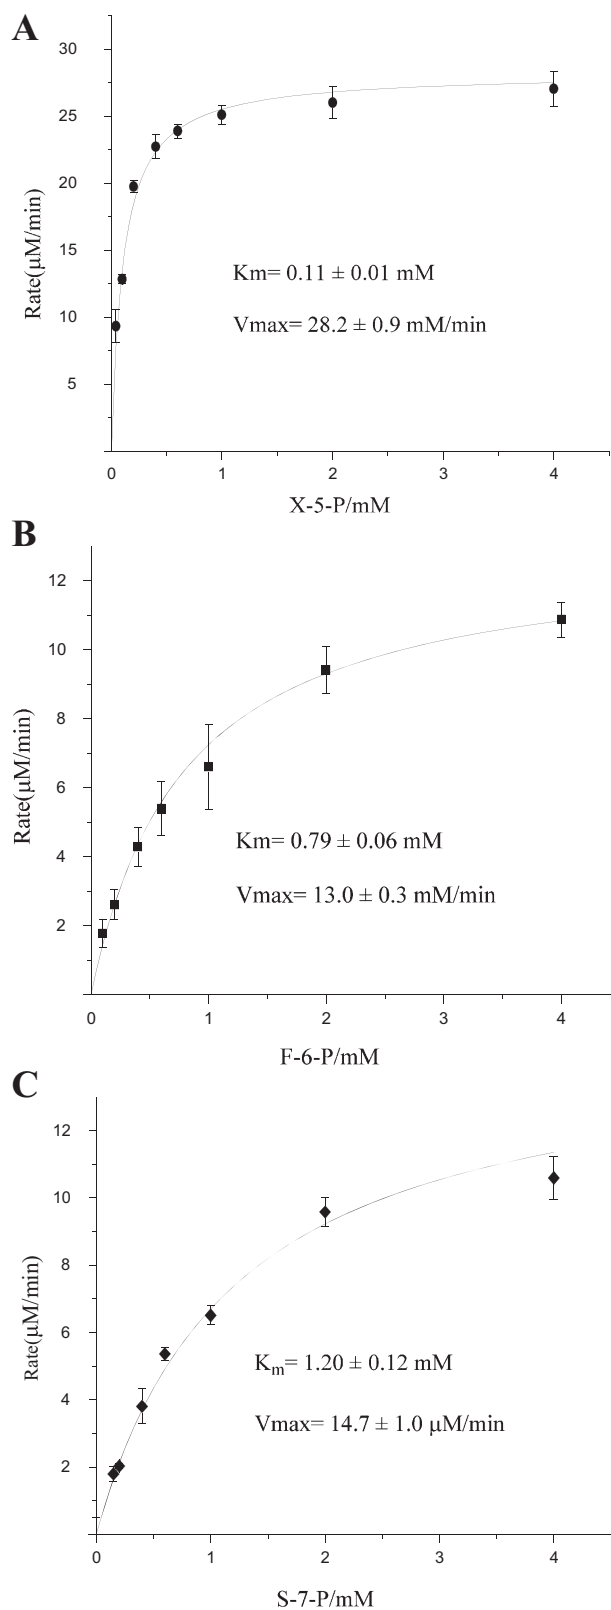 A
30
25
20
15
10
5
Rate(μM/min)
Km= 0.11 ± 0.01 mM
Vmax= 28.2 ± 0.9 mM/min
0 1 2 3 4
X-5-P/mM
B
12
10
8
6
4
2
Rate(μM/min)
Km= 0.79 ± 0.06 mM
Vmax= 13.0 ± 0.3 mM/min
0 1 2 3 4
F-6-P/mM
C
12
10
8
6
4
2
Rate(μM/min)
Km= 1.20 ± 0.12 mM
Vmax= 14.7 ± 1.0 μM/min
0 1 2 3 4
S-7-P/mM